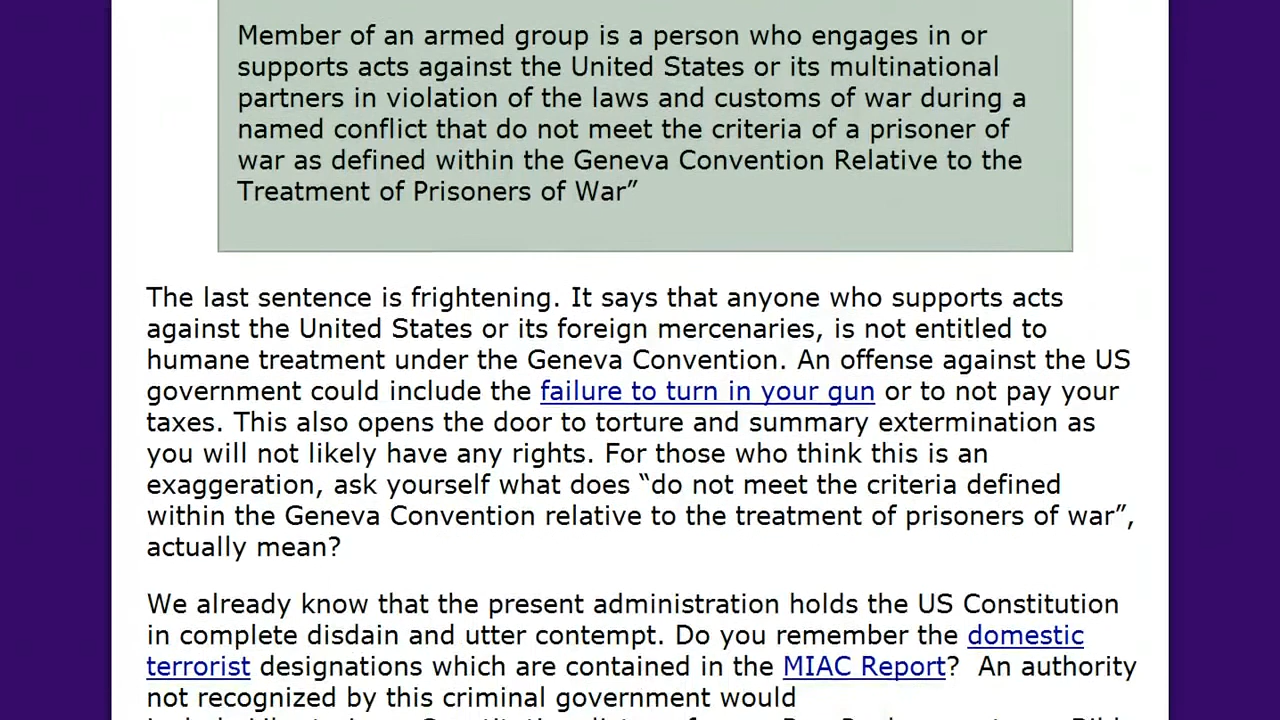 Member of an armed group is a person who engages in or
supports acts against the United States or its multinational
partners in violation of the laws and customs of war during a
named conflict that do not meet the criteria of a prisoner of
war as defined within the Geneva Convention Relative to the
Treatment of Prisoners of War”
The last sentence is frightening. It says that anyone who supports acts
against the United States or its foreign mercenaries, is not entitled to
humane treatment under the Geneva Convention. An offense against the US
government could include the failure to turn in your gun or to not pay your
taxes. This also opens the door to torture and summary extermination as
you will not likely have any rights. For those who think this is an
exaggeration, ask yourself what does “do not meet the criteria defined
within the Geneva Convention relative to the treatment of prisoners of war”,
actually mean?
We already know that the present administration holds the US Constitution
in complete disdain and utter contempt. Do you remember the domestic
terrorist designations which are contained in the MIAC Report?  An authority
not recognized by this criminal government would